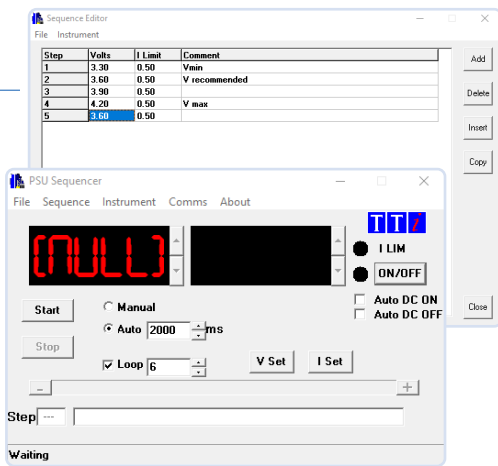 Sequence Editor
File Instrument
Step Volts I Limit Comment
1 3.30 0.50 Vmin
2 3.60 0.50 V recommended
3 3.90 0.50
4 4.20 0.50 V max
5 3.60 0.50
Add
Delete
Insert
Copy
Close
PSU Sequencer
File Sequence Instrument Comms About
TTi
(NULL)
I LIM
ON/OFF
Auto DC ON
Auto DC OFF
Start
Manual
Auto 2000 ms
Stop
Loop 6
V Set I Set
- +
Step ---
Waiting